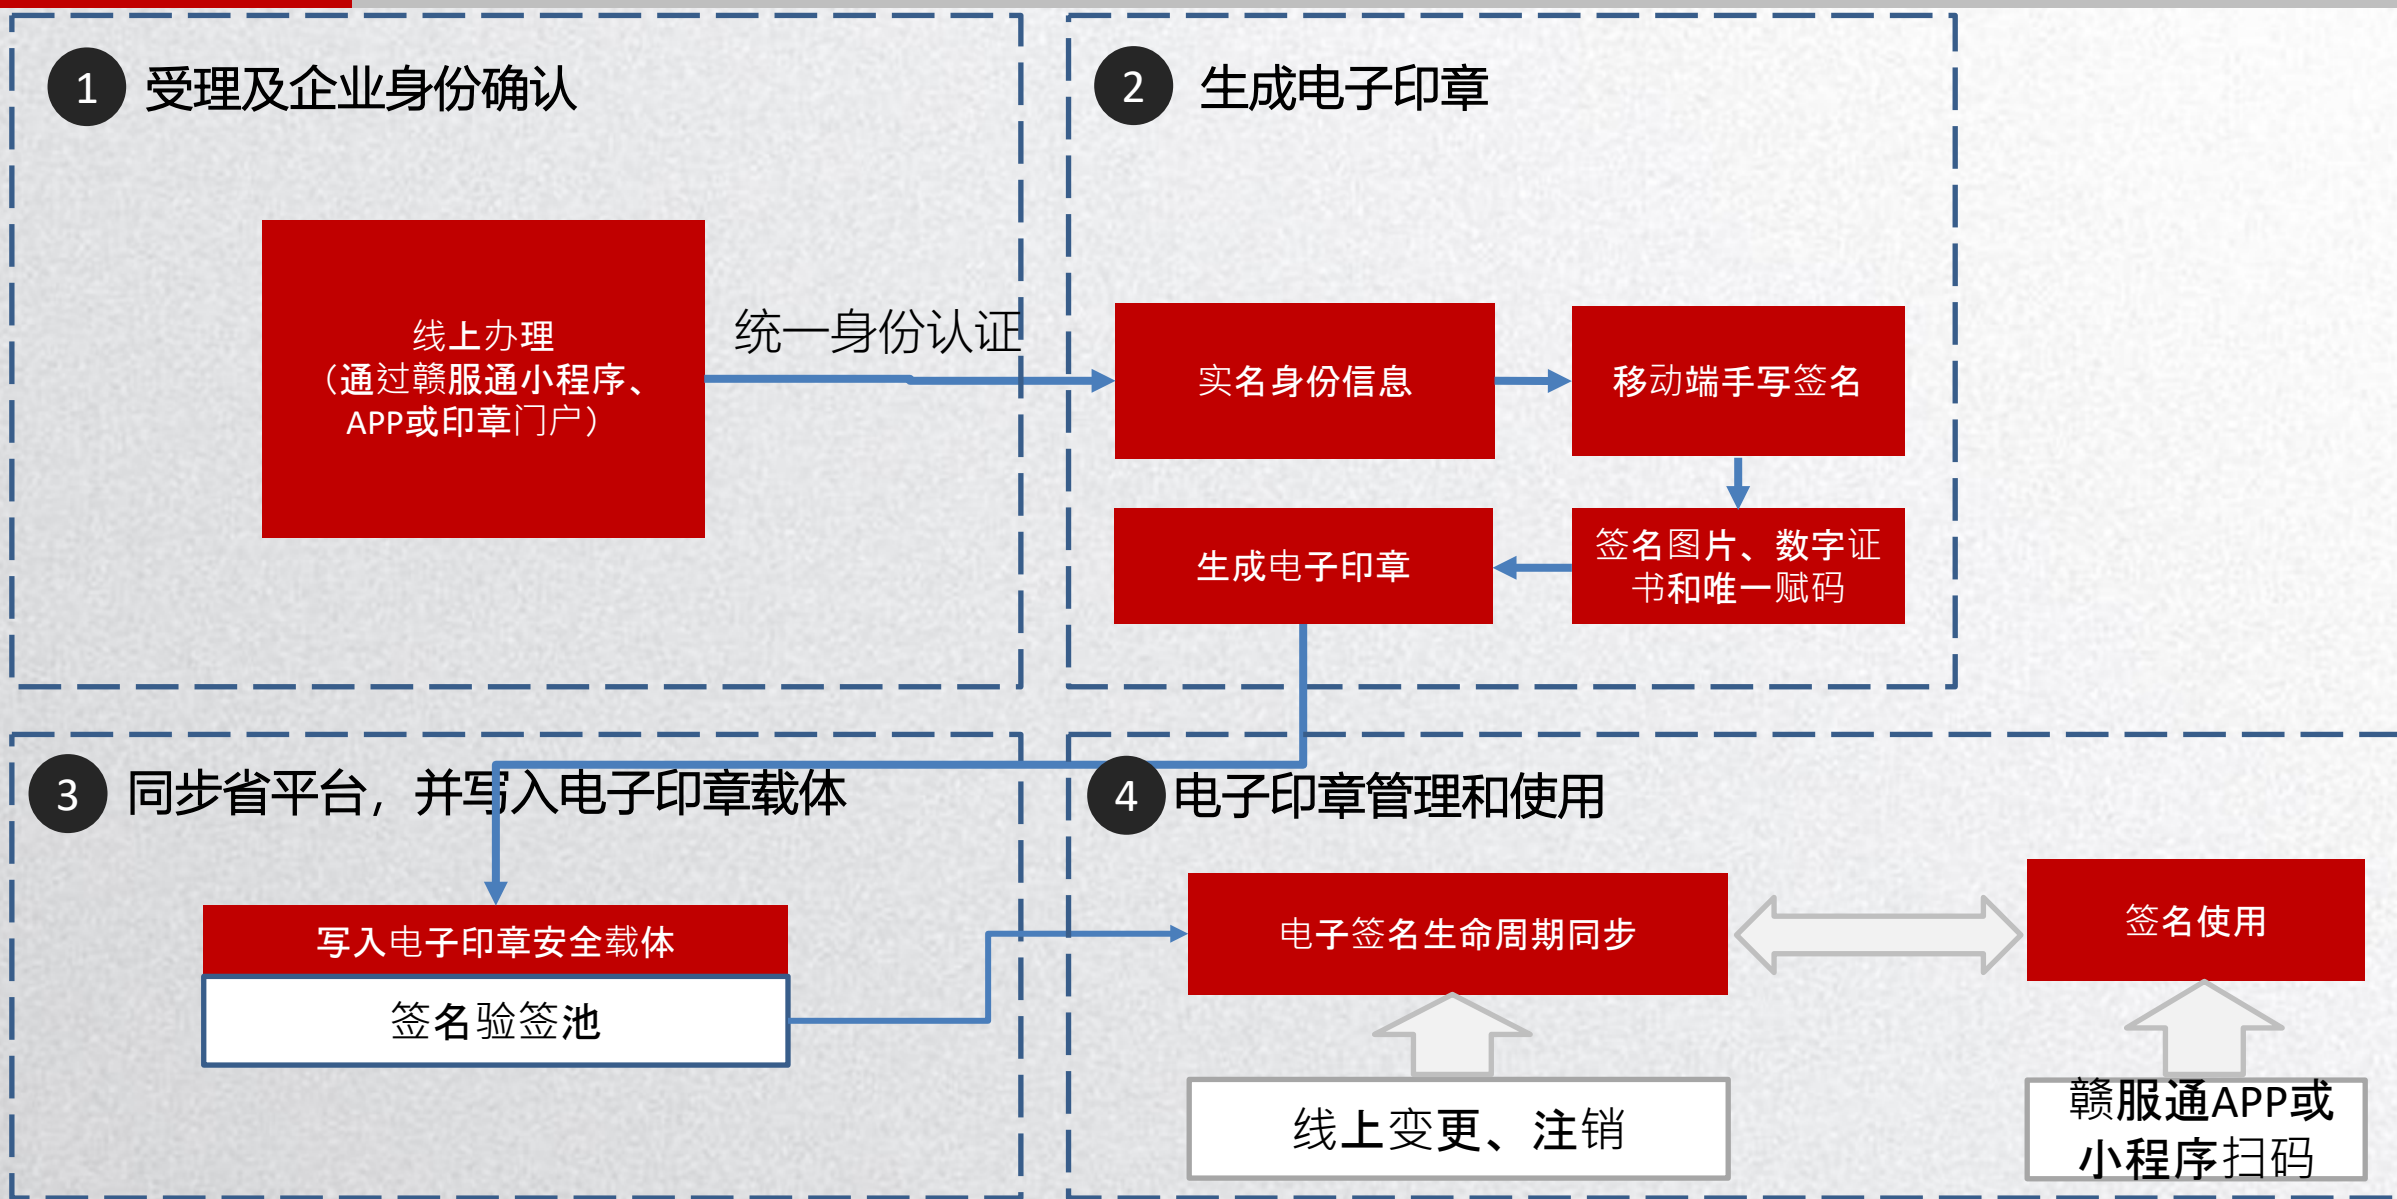 1 受理及企业身份确认
线上办理
（通过赣服通小程序、
APP或印章门户）
统一身份认证
2 生成电子印章
实名身份信息
移动端手写签名
签名图片、数字证
书和唯一赋码
生成电子印章
3 同步省平台，并写入电子印章载体
写入电子印章安全载体
签名验签池
4 电子印章管理和使用
电子签名生命周期同步
签名使用
线上变更、注销
赣服通APP或
小程序扫码